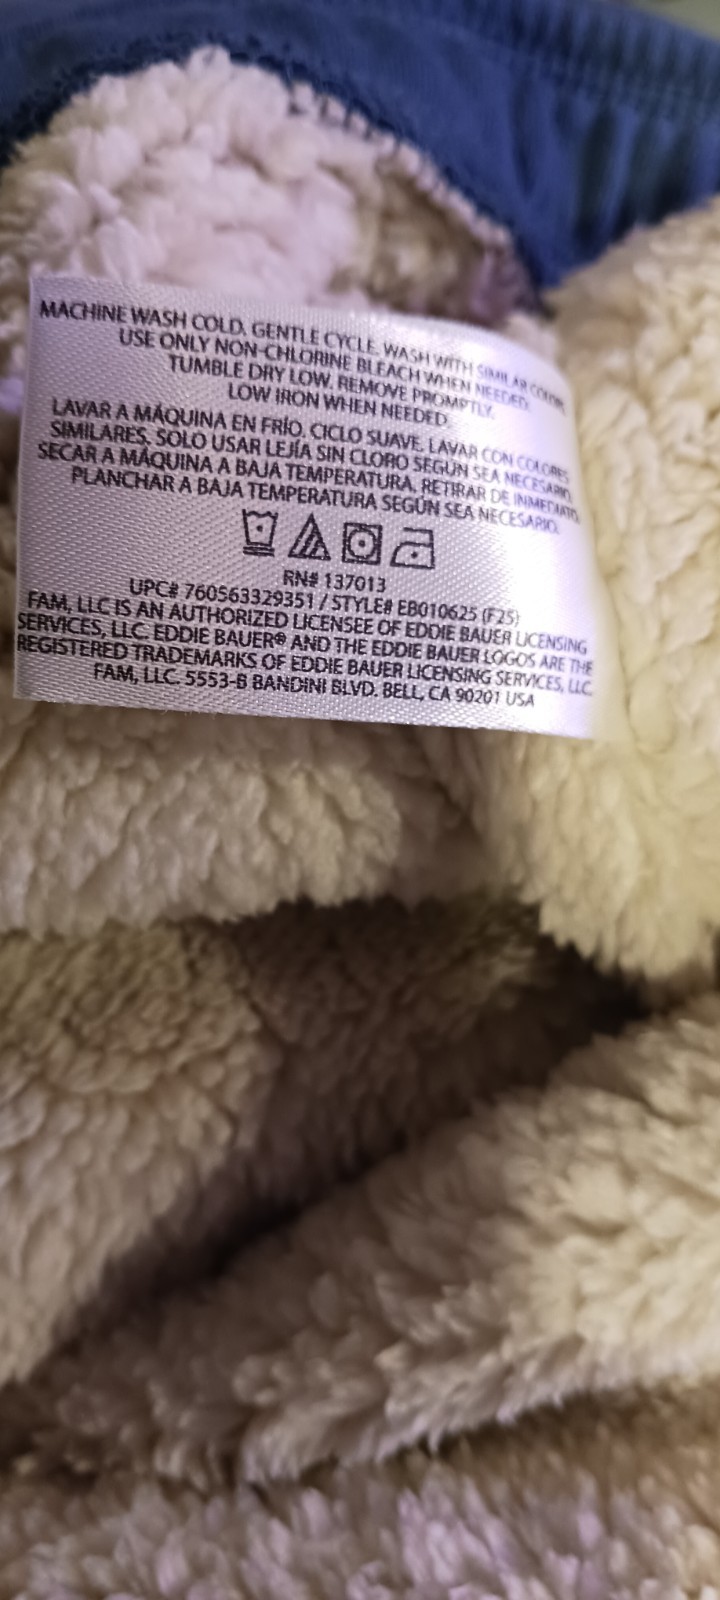 MACHINE WASH COLD. GENTLE CYCLE. WASH WITH SIMILAR COLORS.
USE ONLY NON-CHLORINE BLEACH WHEN NEEDED.
TUMBLE DRY LOW. REMOVE PROMPTLY.
LOW IRON WHEN NEEDED.
LAVAR A MÁQUINA EN FRÍO. CICLO SUAVE. LAVAR CON COLORES
SIMILARES. SOLO USAR LEJÍA SIN CLORO SEGÚN SEA NECESARIO.
SECAR A MÁQUINA A BAJA TEMPERATURA. RETIRAR DE INMEDIATO.
PLANCHAR A BAJA TEMPERATURA SEGÚN SEA NECESARIO.
RN# 137013
UPC# 760563329351 / STYLE# EB010625 (F25)
FAM, LLC IS AN AUTHORIZED LICENSEE OF EDDIE BAUER LICENSING
SERVICES, LLC. EDDIE BAUER® AND THE EDDIE BAUER LOGOS ARE THE
REGISTERED TRADEMARKS OF EDDIE BAUER LICENSING SERVICES, LLC.
FAM, LLC. 5553-B BANDINI BLVD. BELL, CA 90201 USA